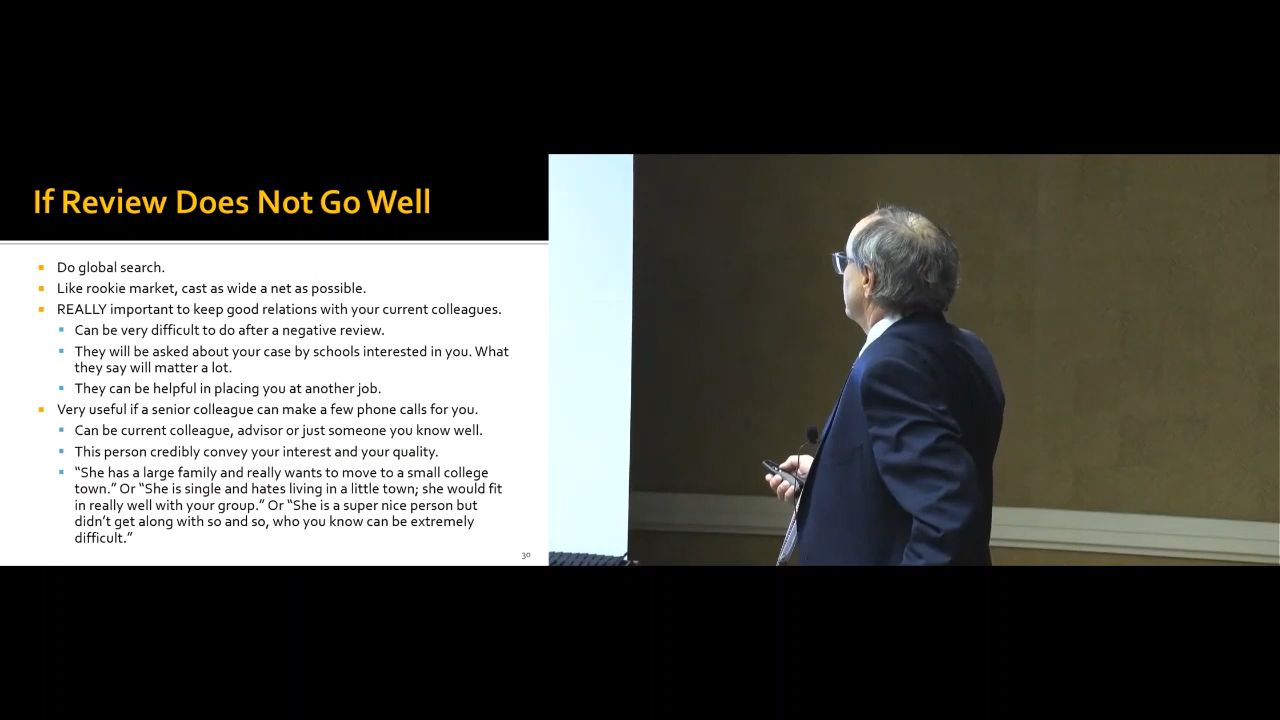 If Review Does Not Go Well
Do global search.
Like rookie market, cast as wide a net as possible.
REALLY important to keep good relations with your current colleagues.
Can be very difficult to do after a negative review.
They will be asked about your case by schools interested in you. What
they say will matter a lot.
They can be helpful in placing you at another job.
Very useful if a senior colleague can make a few phone calls for you.
Can be current colleague, advisor or just someone you know well.
This person credibly convey your interest and your quality.
“She has a large family and really wants to move to a small college
town.” Or “She is single and hates living in a little town; she would fit
in really well with your group.” Or “She is a super nice person but
didn’t get along with so and so, who you know can be extremely
difficult.”
30